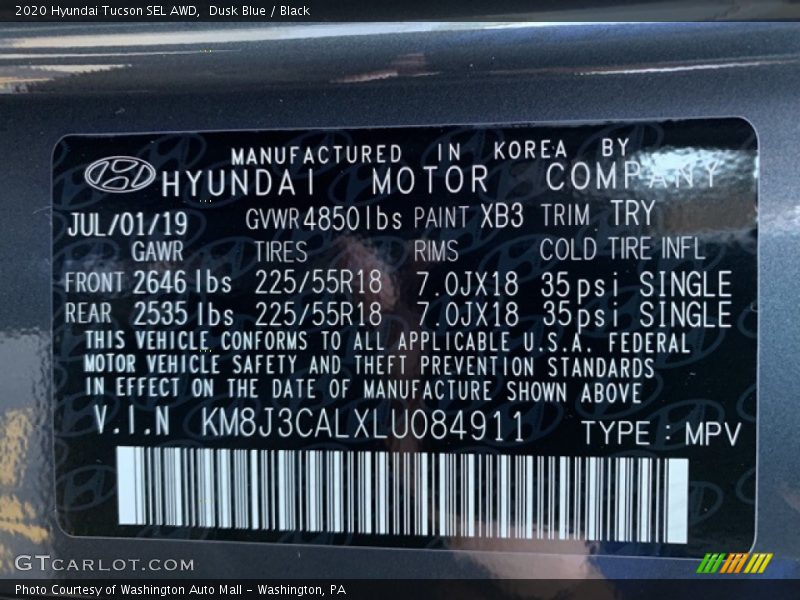 2020 Hyundai Tucson SEL AWD,  Dusk Blue / Black
MANUFACTURED IN KOREA BY
HYUNDAI MOTOR COMPANY
JUL/01/19 GVWR 4850lbs PAINT XB3 TRIM TRY
GAWR TIRES RIMS COLD TIRE INFL
FRONT 2646 lbs 225/55R18 7.0JX18 35psi SINGLE
REAR 2535 lbs 225/55R18 7.0JX18 35psi SINGLE
THIS VEHICLE CONFORMS TO ALL APPLICABLE U.S.A. FEDERAL
MOTOR VEHICLE SAFETY AND THEFT PREVENTION STANDARDS
IN EFFECT ON THE DATE OF MANUFACTURE SHOWN ABOVE
V.I.N KM8J3CALXLU084911 TYPE : MPV
GTCARLOT.COM
Photo Courtesy of Washington Auto Mall - Washington, PA